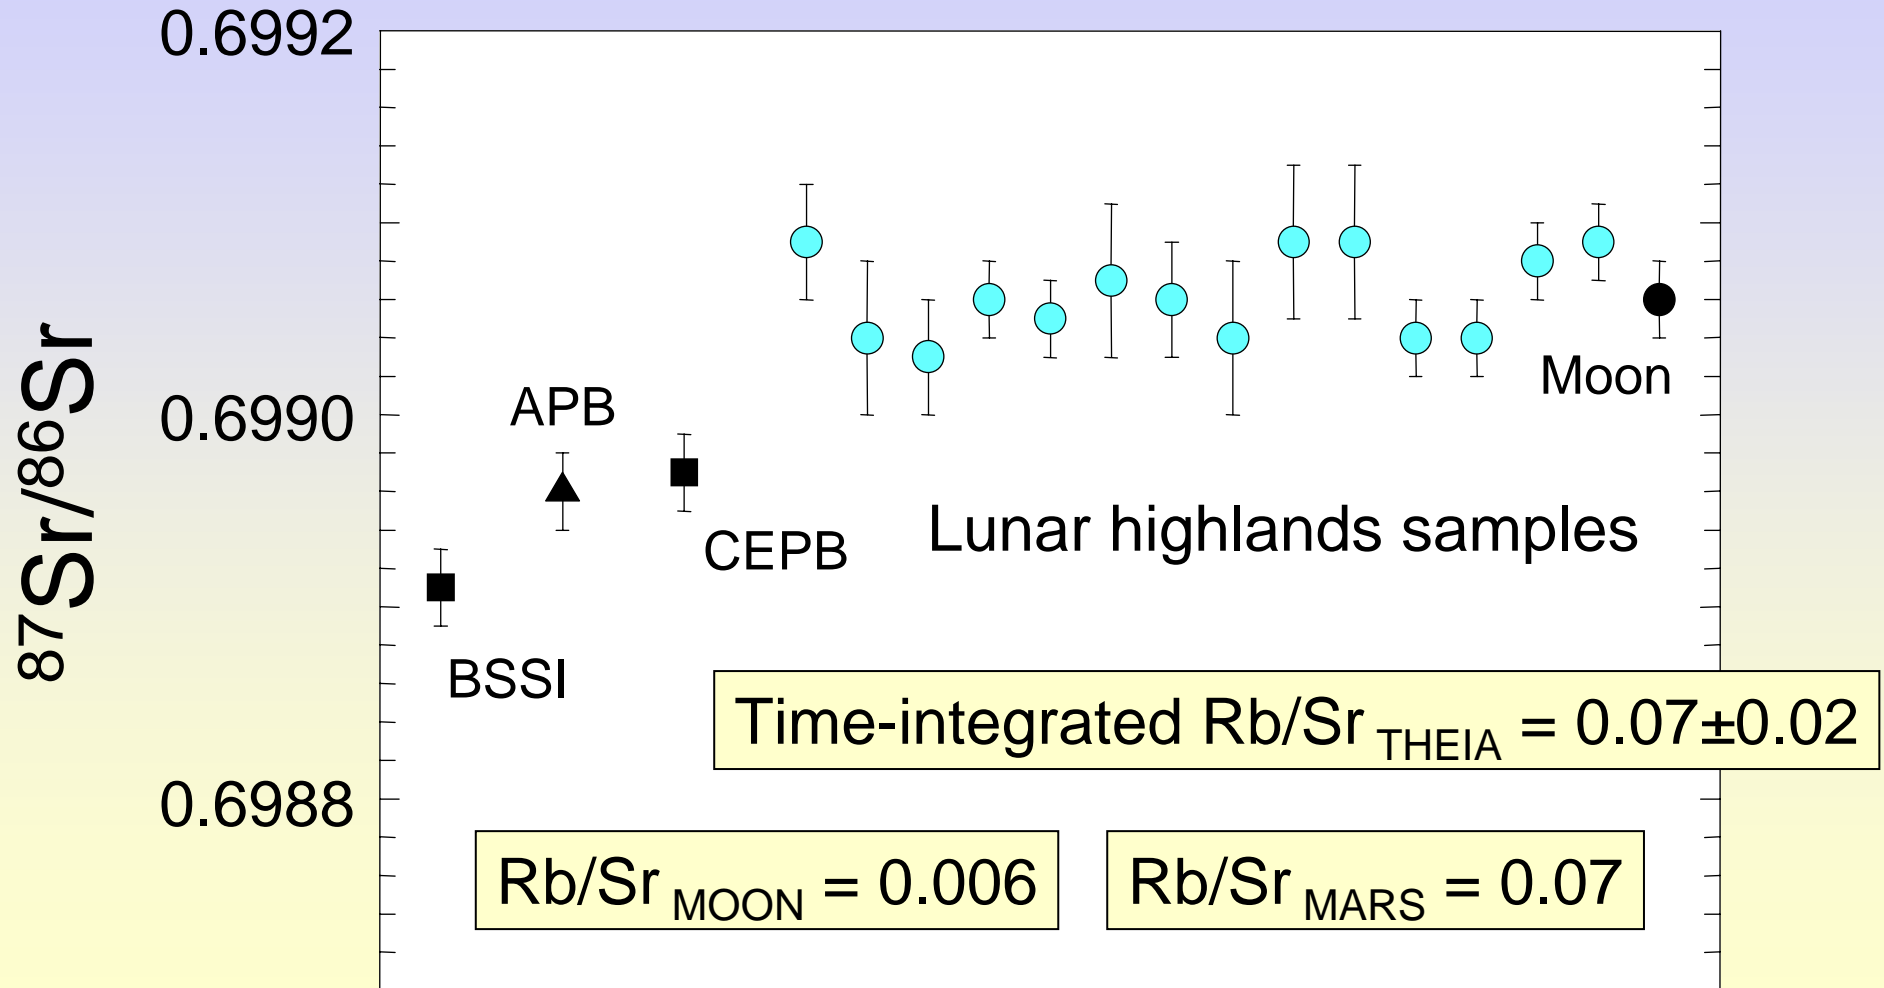 0.6992
0.6990
0.6988
⁸⁷Sr/⁸⁶Sr
APB
BSSI
CEPB
Moon
Lunar highlands samples
Time-integrated Rb/Sr THEIA = 0.07±0.02
Rb/Sr MOON = 0.006
Rb/Sr MARS = 0.07